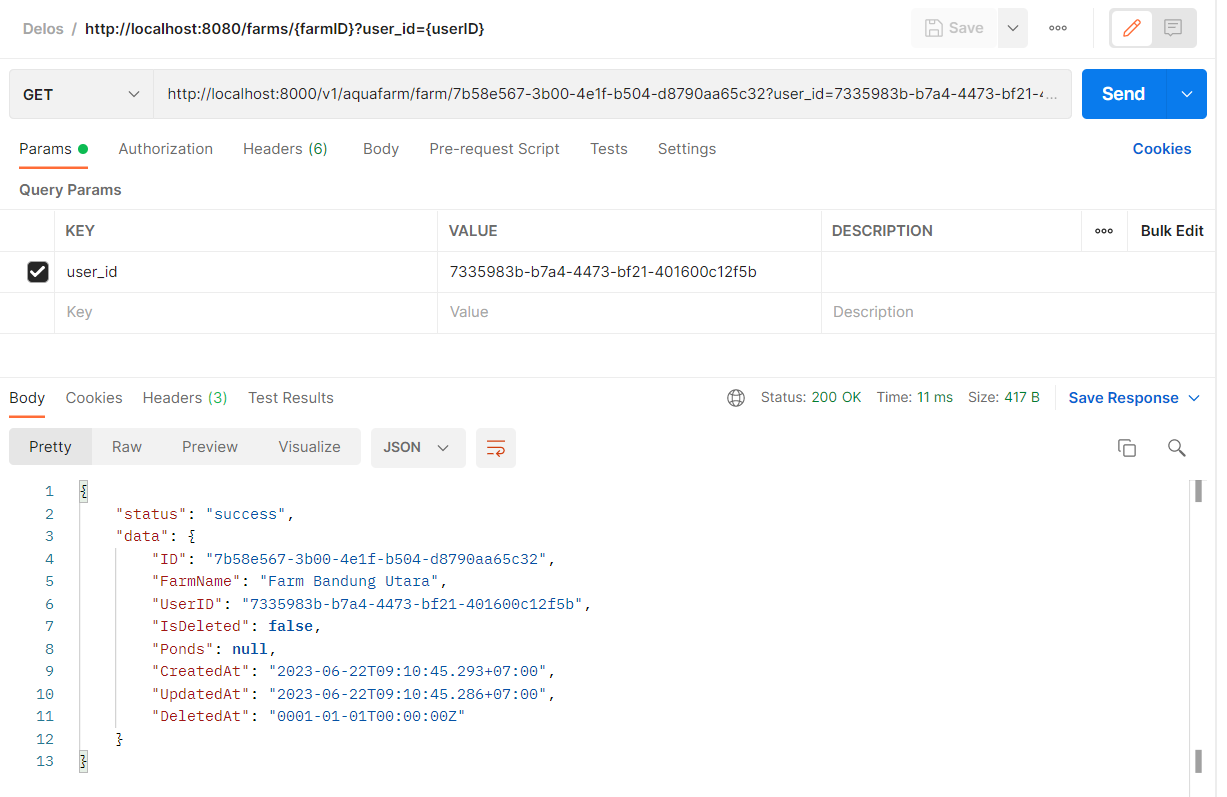 Delos / http://localhost:8080/farms/{farmID}?user_id={userID} Save
GET http://localhost:8000/v1/aquafarm/farm/7b58e567-3b00-4e1f-b504-d8790aa65c32?user_id=7335983b-b7a4-4473-bf21-4... Send
Params Authorization Headers (6) Body Pre-request Script Tests Settings Cookies
Query Params
KEY VALUE DESCRIPTION Bulk Edit
user_id 7335983b-b7a4-4473-bf21-401600c12f5b
Key Value Description
Body Cookies Headers (3) Test Results Status: 200 OK Time: 11 ms Size: 417 B Save Response
Pretty Raw Preview Visualize JSON
1 {
2 "status": "success",
3 "data": {
4 "ID": "7b58e567-3b00-4e1f-b504-d8790aa65c32",
5 "FarmName": "Farm Bandung Utara",
6 "UserID": "7335983b-b7a4-4473-bf21-401600c12f5b",
7 "IsDeleted": false,
8 "Ponds": null,
9 "CreatedAt": "2023-06-22T09:10:45.293+07:00",
10 "UpdatedAt": "2023-06-22T09:10:45.286+07:00",
11 "DeletedAt": "0001-01-01T00:00:00Z"
12 }
13 }